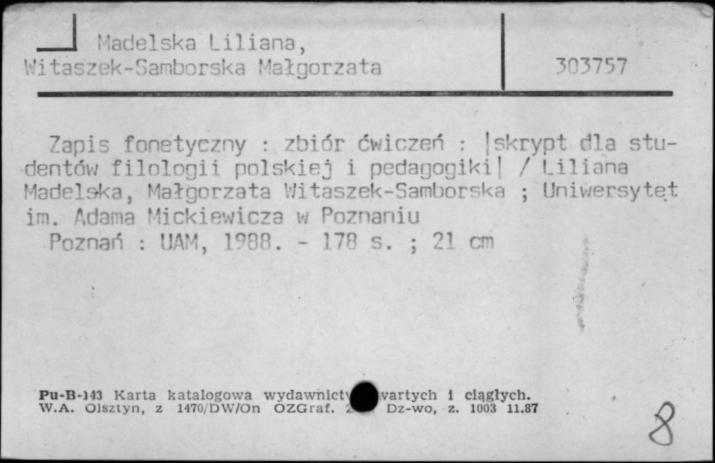 Madelska Liliana,
Witaszek-Samborska Małgorzata 303757
Zapis fonetyczny : zbiór ćwiczeń : |skrypt dla stu-
dentów filologii polskiej i pedagogiki| / Liliana
Madelska, Małgorzata Witaszek-Samborska ; Uniwersytet
im. Adama Mickiewicza w Poznaniu
Poznań : UAM, 1988. - 178 s. ; 21 cm
Pu-B-143 Karta katalogowa wydawnictw zwartych i ciągłych.
W.A. Olsztyn, z 1470/DW/On OZGraf. Dz-wo, z. 1003 11.87
8